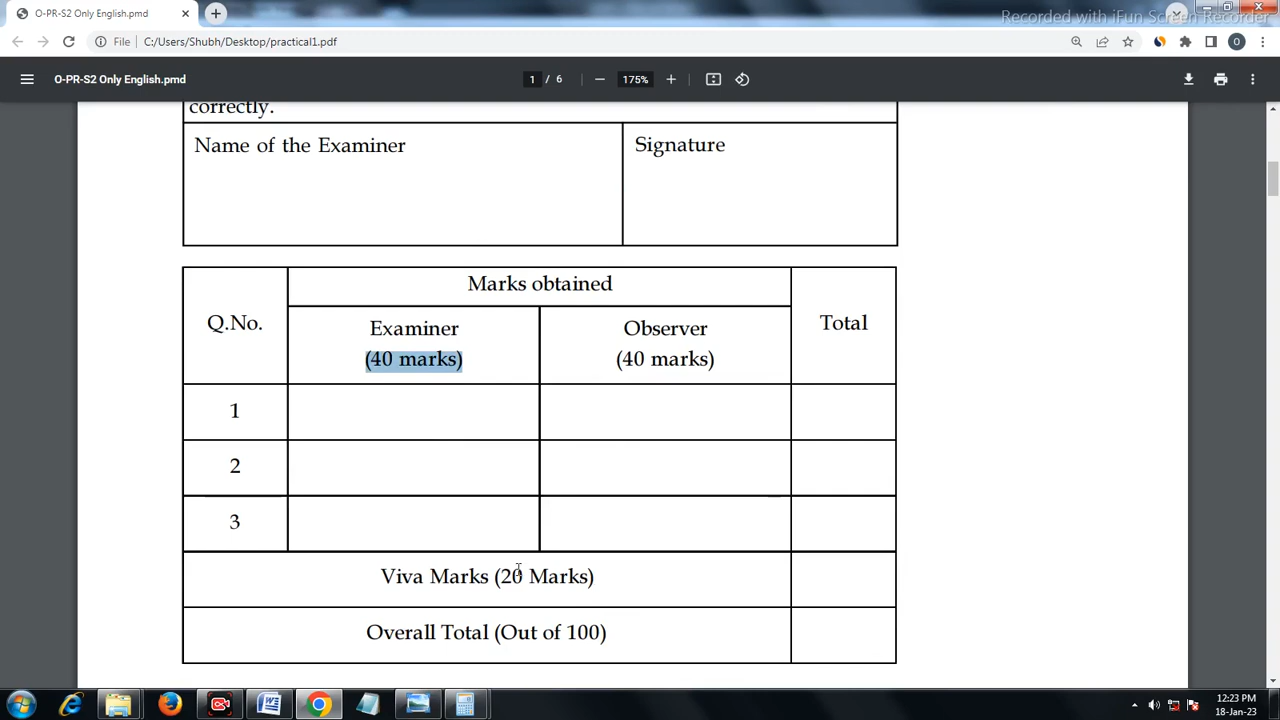 O-PR-S2 Only English.pmd
Recorded with iFun Screen Recorder
File C:/Users/Shubh/Desktop/practical1.pdf
O
O-PR-S2 Only English.pmd
1 / 6
175%
correctly.
Name of the Examiner
Signature
Q.No.
Marks obtained
Total
Examiner
(40 marks)
Observer
(40 marks)
1
2
3
Viva Marks (20 Marks)
Overall Total (Out of 100)
12:23 PM
18-Jan-23